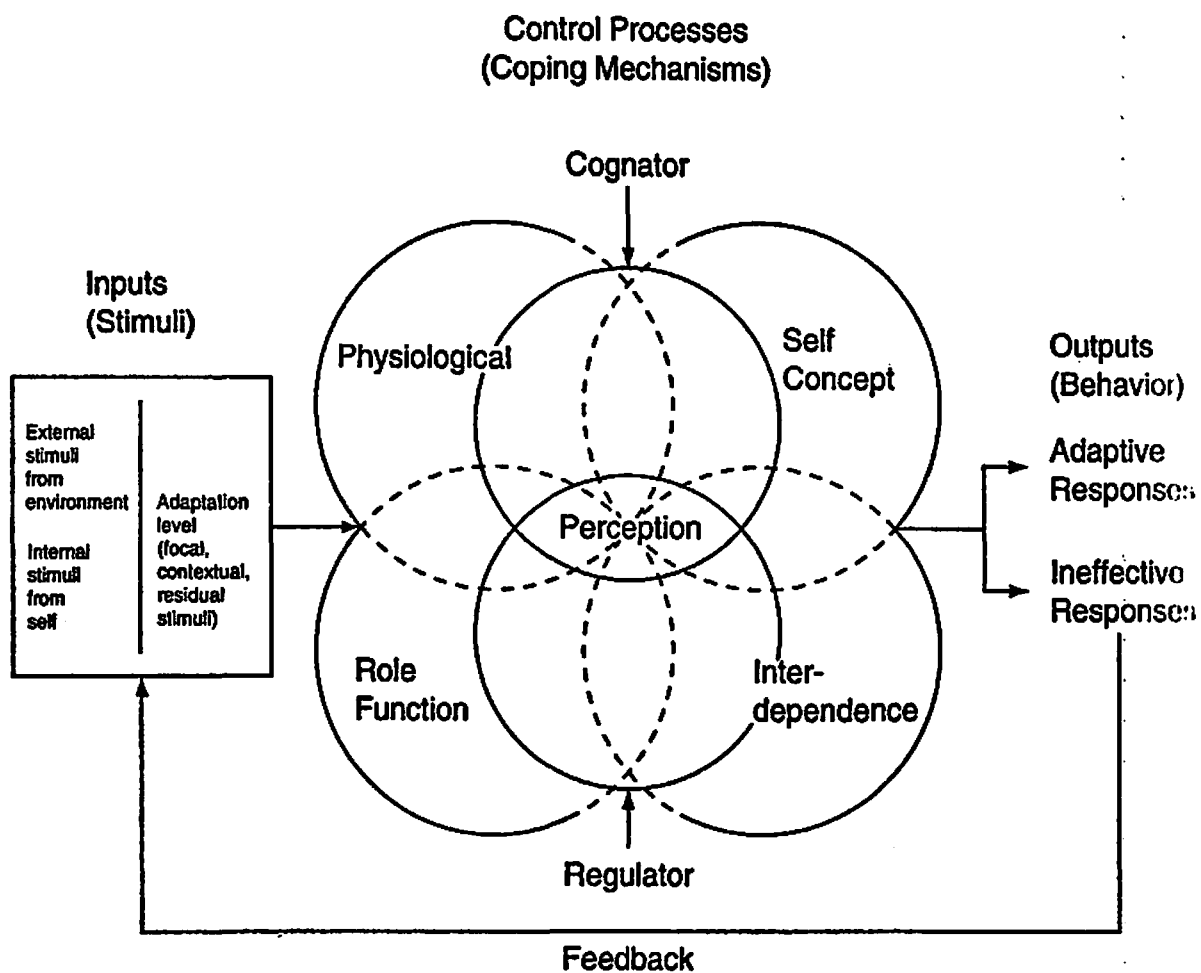 Control Processes
(Coping Mechanisms)
Cognator
Inputs
(Stimuli)
External
stimuli
from
environment
Internal
stimuli
from
self
Adaptation
level
(focal,
contextual,
residual
stimuli)
Physiological
Self
Concept
Perception
Role
Function
Inter-
dependence
Regulator
Outputs
(Behavior)
Adaptive
Responses
Ineffective
Responses
Feedback